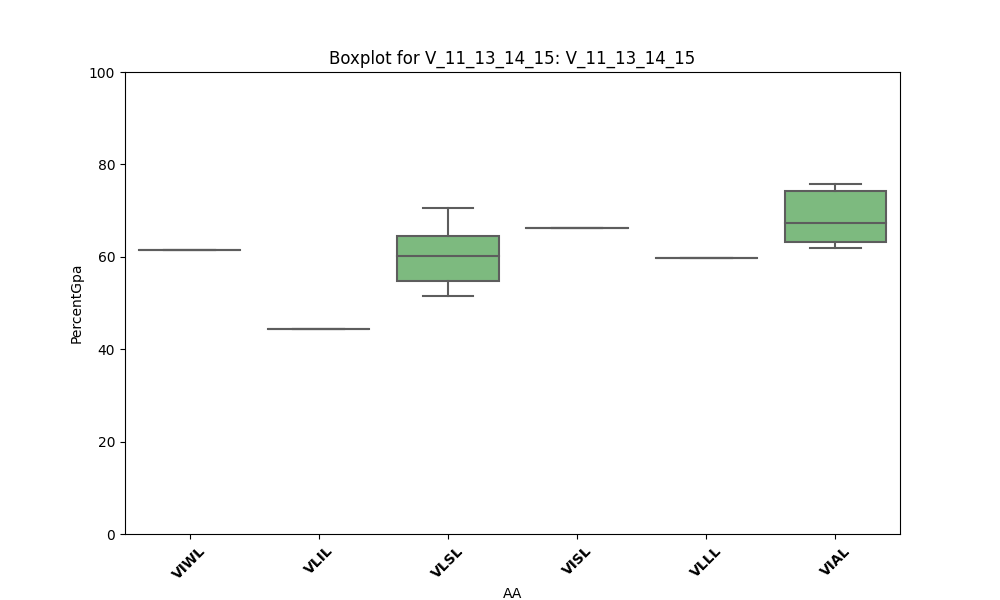 Boxplot for V_11_13_14_15: V_11_13_14_15
PercentGpa
100
80
60
40
20
0
VIWL
VLIL
VLSL
VISL
VLLL
VIAL
AA